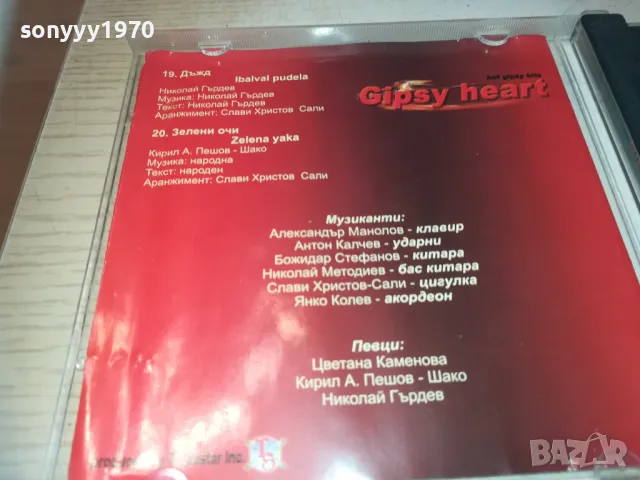 sonyyy1970
19. Дъжд
Ibalval pudela
Николай Гърдев
Музика: Николай Гърдев
Текст: Николай Гърдев
Аранжимент: Слави Христов Сали
20. Зелени очи
Zelena yaka
Кирил А. Пешов - Шако
Музика: народна
Текст: народен
Аранжимент: Слави Христов Сали
hot gipsy hits
Gipsy heart
Музиканти:
Александър Манолов - клавир
Антон Калчев - ударни
Божидар Стефанов - китара
Николай Методиев - бас китара
Слави Христов-Сали - цигулка
Янко Колев - акордеон
Певци:
Цветана Каменова
Кирил А. Пешов - Шако
Николай Гърдев
Inc.
BAZAR
bg